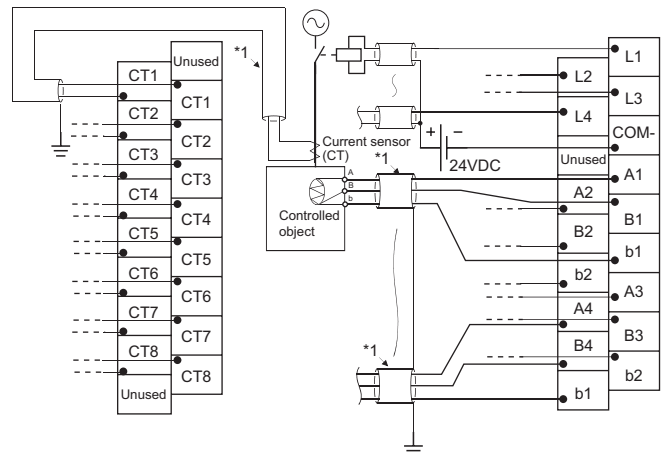 *1
Unused
CT1
CT1
CT2
CT2
CT3
CT3
CT4
CT4
CT5
CT5
CT6
CT6
CT7
CT7
CT8
CT8
Unused
Current sensor
(CT)
*1
A
B
b
Controlled
object
*1
+
−
24VDC
L1
L2
L3
L4
COM-
Unused
A1
A2
B1
B2
b1
b2
A3
A4
B3
B4
b2
b1